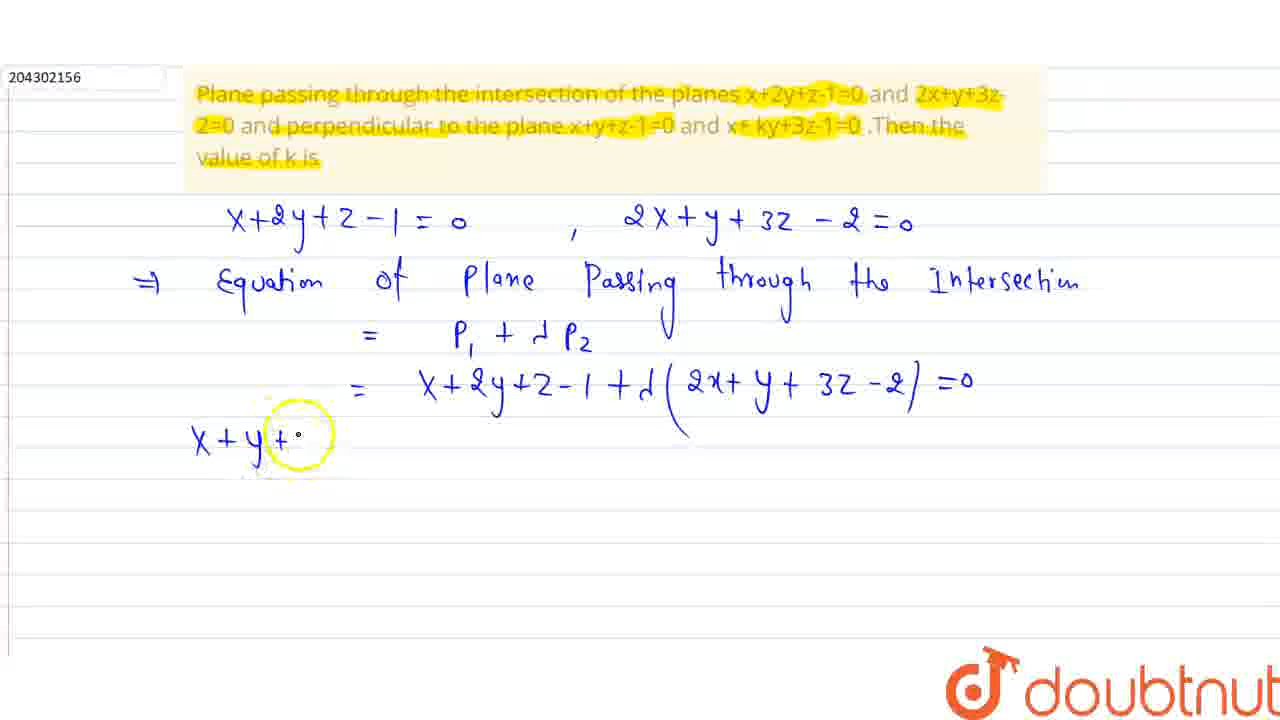 204302156
Plane passing through the intersection of the planes x+2y+z-1=0 and 2x+y+3z-
2=0 and perpendicular to the plane x+y+z-1=0 and x+ ky+3z-1=0 .Then the
value of k is
x+2y+z-1=0 , 2x+y+3z-2=0
⇒ Equation of Plane Passing through the Intersection
= P₁ + λ P₂
= x+2y+z-1+λ(2x+y+3z-2)=0
x+y+
doubtnut